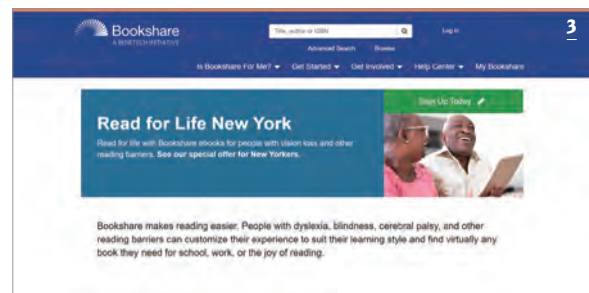 Bookshare
A BENETECH INITIATIVE
Title, author or ISBN
Log in
3
Advanced Search Browse
Is Bookshare For Me? Get Started Get Involved Help Center My Bookshare
Sign Up Today
Read for Life New York
Read for life with Bookshare ebooks for people with vision loss and other
reading barriers. See our special offer for New Yorkers.
Bookshare makes reading easier. People with dyslexia, blindness, cerebral palsy, and other
reading barriers can customize their experience to suit their learning style and find virtually any
book they need for school, work, or the joy of reading.